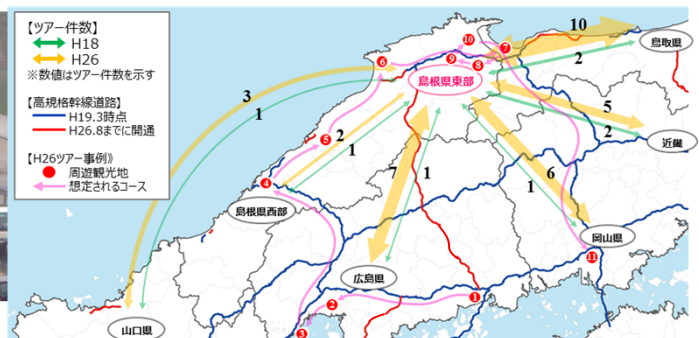 【ツアー件数】
H18
H26
※数値はツアー件数を示す
【高規格幹線道路】
H19.3時点
H26.8までに開通
【H26ツアー事例》
周遊観光地
想定されるコース
10
鳥取県
2
島根県東部
3
1
5
2
近畿
2
1
7
1
6
1
島根県西部
岡山県
広島県
山口県
1
2
3
4
5
6
7
8
9
10
11